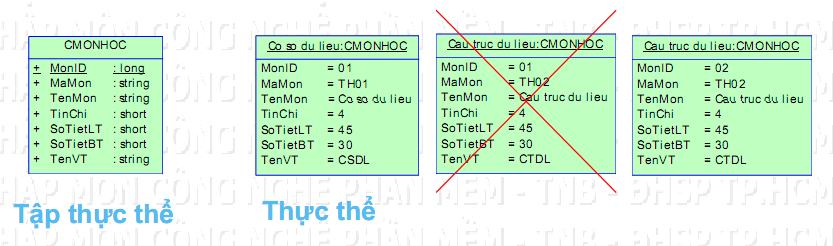 CMONHOC
+ MonID : long
+ MaMon : string
+ TenMon : string
+ TinChi : short
+ SoTietLT : short
+ SoTietBT : short
+ TenVT : string
Co so du lieu:CMONHOC
MonID = 01
MaMon = TH01
TenMon = Co so du lieu
TinChi = 4
SoTietLT = 45
SoTietBT = 30
TenVT = CSDL
Cau truc du lieu:CMONHOC
MonID = 01
MaMon = TH02
TenMon = Cau truc du lieu
TinChi = 4
SoTietLT = 45
SoTietBT = 30
TenVT = CTDL
Cau truc du lieu:CMONHOC
MonID = 02
MaMon = TH02
TenMon = Cau truc du lieu
TinChi = 4
SoTietLT = 45
SoTietBT = 30
TenVT = CTDL
Tập thực thể
Thực thể